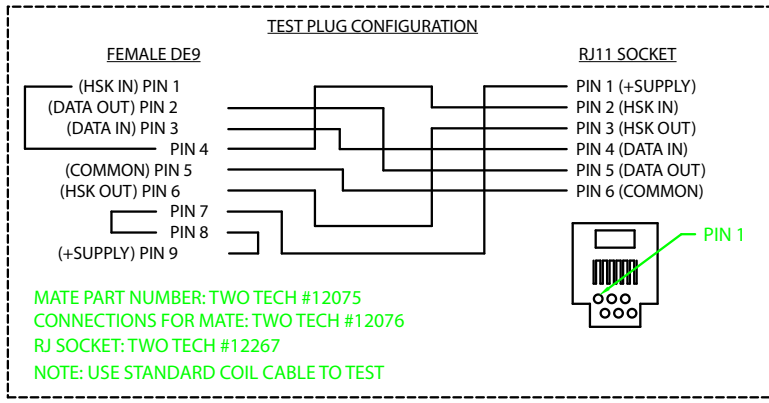 TEST PLUG CONFIGURATION
FEMALE DE9
RJ11 SOCKET
(HSK IN) PIN 1
(DATA OUT) PIN 2
(DATA IN) PIN 3
PIN 4
(COMMON) PIN 5
(HSK OUT) PIN 6
PIN 7
PIN 8
(+SUPPLY) PIN 9
PIN 1 (+SUPPLY)
PIN 2 (HSK IN)
PIN 3 (HSK OUT)
PIN 4 (DATA IN)
PIN 5 (DATA OUT)
PIN 6 (COMMON)
PIN 1
MATE PART NUMBER: TWO TECH #12075
CONNECTIONS FOR MATE: TWO TECH #12076
RJ SOCKET: TWO TECH #12267
NOTE: USE STANDARD COIL CABLE TO TEST